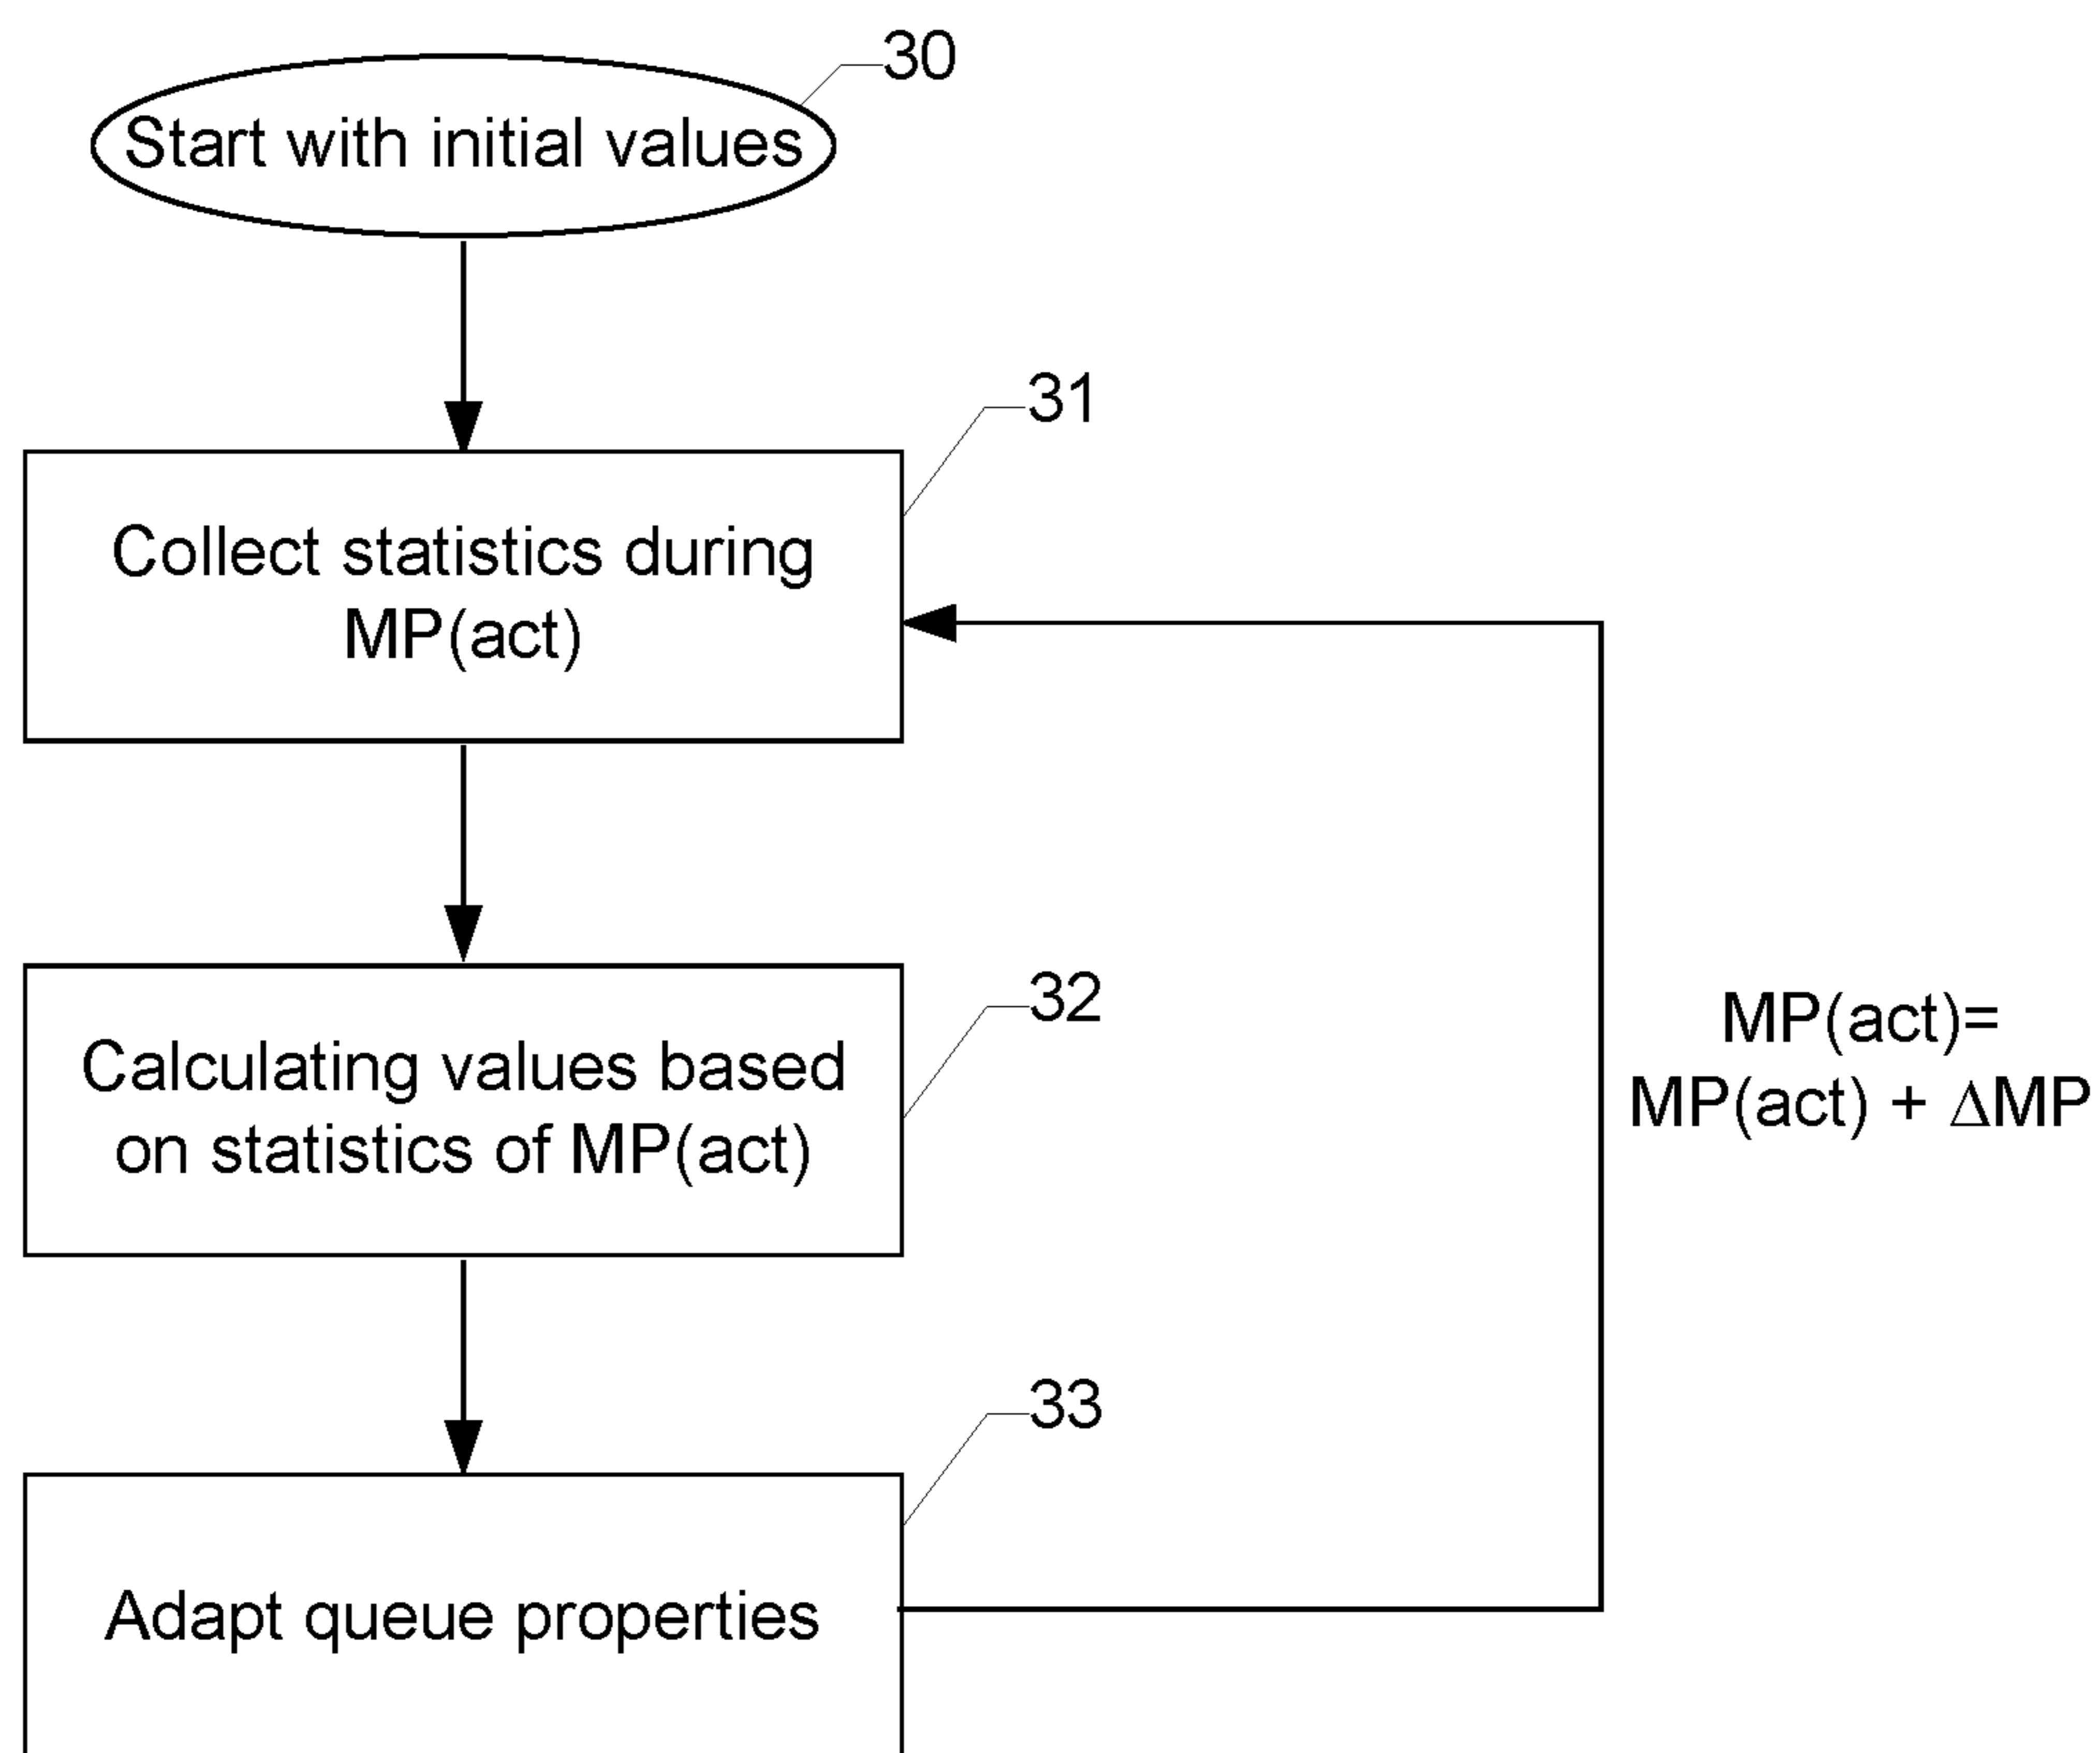 30
Start with initial values
31
Collect statistics during
MP(act)
32
Calculating values based
on statistics of MP(act)
MP(act)=
MP(act) + ΔMP
33
Adapt queue properties